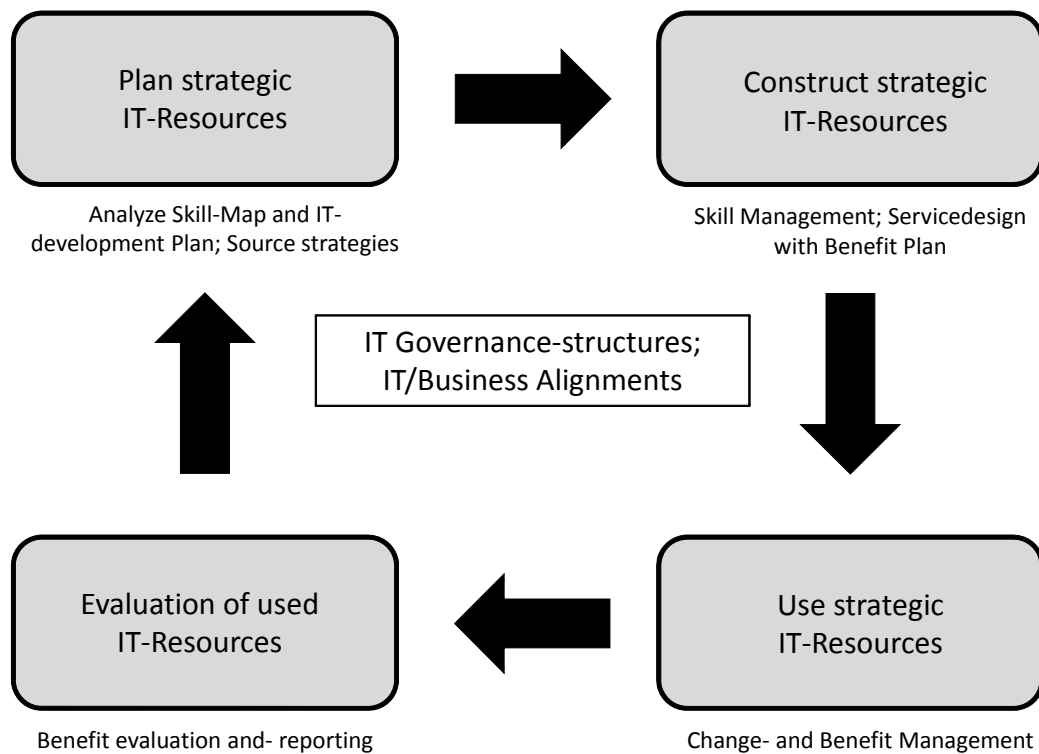 Plan strategic
IT-Resources
Construct strategic
IT-Resources
Analyze Skill-Map and IT-
development Plan; Source strategies
Skill Management; Servicedesign
with Benefit Plan
IT Governance-structures;
IT/Business Alignments
Evaluation of used
IT-Resources
Use strategic
IT-Resources
Benefit evaluation and- reporting
Change- and Benefit Management